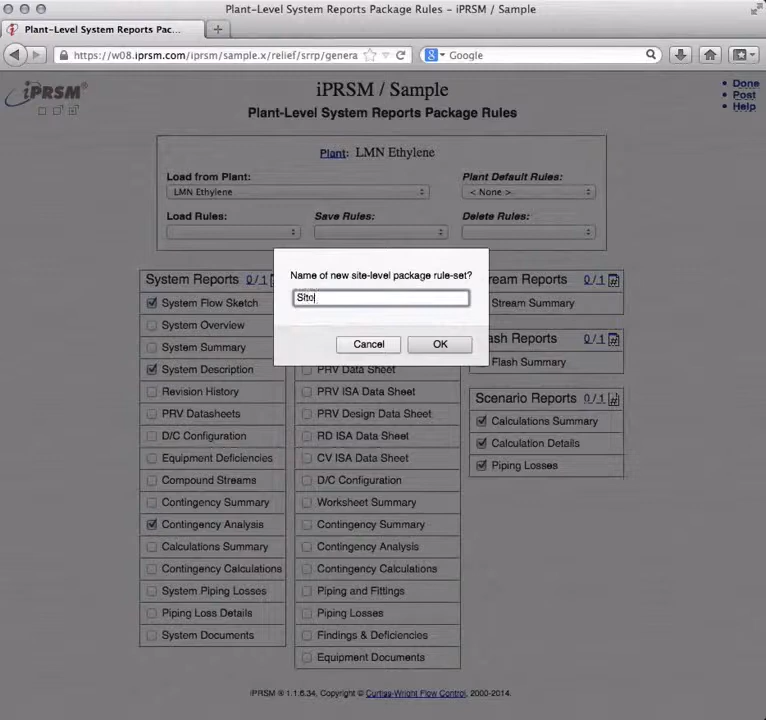 Plant-Level System Reports Package Rules – iPRSM / Sample
Plant-Level System Reports Pac...
https://w08.iprsm.com/iprsm/sample.x/relief/srrp/genera
Google
iPRSM®
iPRSM / Sample
Plant-Level System Reports Package Rules
Done
Post
Help
Plant: LMN Ethylene
Load from Plant:
Plant Default Rules:
LMN Ethylene
< None >
Load Rules:
Save Rules:
Delete Rules:
Name of new site-level package rule-set?
Cancel
OK
System Reports 0/1
System Flow Sketch
System Overview
System Summary
System Description
Revision History
PRV Datasheets
D/C Configuration
Equipment Deficiencies
Compound Streams
Contingency Summary
Contingency Analysis
Calculations Summary
Contingency Calculations
System Piping Losses
Piping Loss Details
System Documents
PRV Data Sheet
PRV ISA Data Sheet
PRV Design Data Sheet
RD ISA Data Sheet
CV ISA Data Sheet
D/C Configuration
Worksheet Summary
Contingency Summary
Contingency Analysis
Contingency Calculations
Piping and Fittings
Piping Losses
Findings & Deficiencies
Equipment Documents
ream Reports 0/1
Stream Summary
ash Reports 0/1
Flash Summary
Scenario Reports 0/1
Calculations Summary
Calculation Details
Piping Losses
iPRSM ® 1.1.6.34, Copyright © Curtiss-Wright Flow Control, 2000-2014.